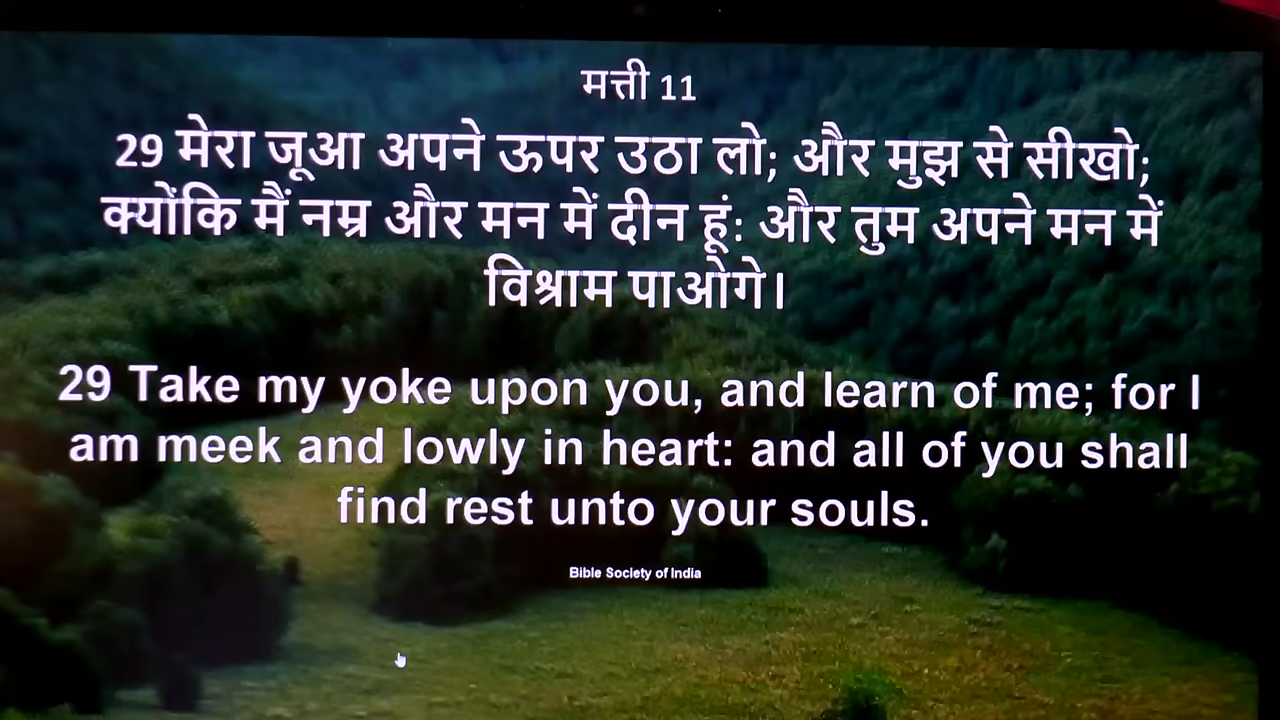 मत्ती 11
29 मेरा जूआ अपने ऊपर उठा लो; और मुझ से सीखो;
क्योंकि मैं नम्र और मन में दीन हूं: और तुम अपने मन में
विश्राम पाओगे।
29 Take my yoke upon you, and learn of me; for I
am meek and lowly in heart: and all of you shall
find rest unto your souls.
Bible Society of India